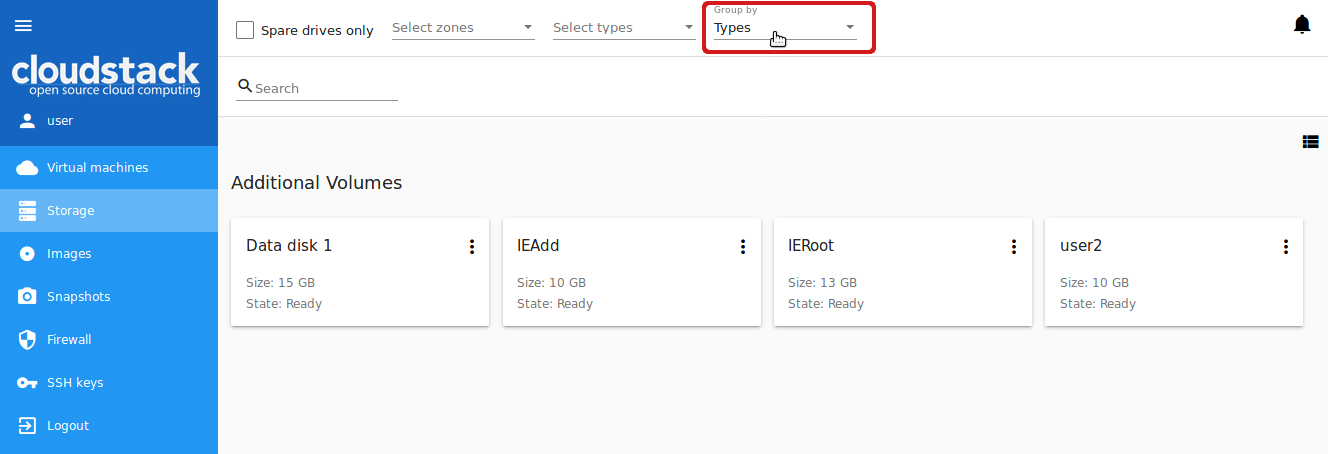 cloudstack
open source cloud computing
user
Virtual machines
Storage
Images
Snapshots
Firewall
SSH keys
Logout
Spare drives only
Select zones
Select types
Group by
Types
Search
Additional Volumes
Data disk 1
Size: 15 GB
State: Ready
IEAdd
Size: 10 GB
State: Ready
IERoot
Size: 13 GB
State: Ready
user2
Size: 10 GB
State: Ready